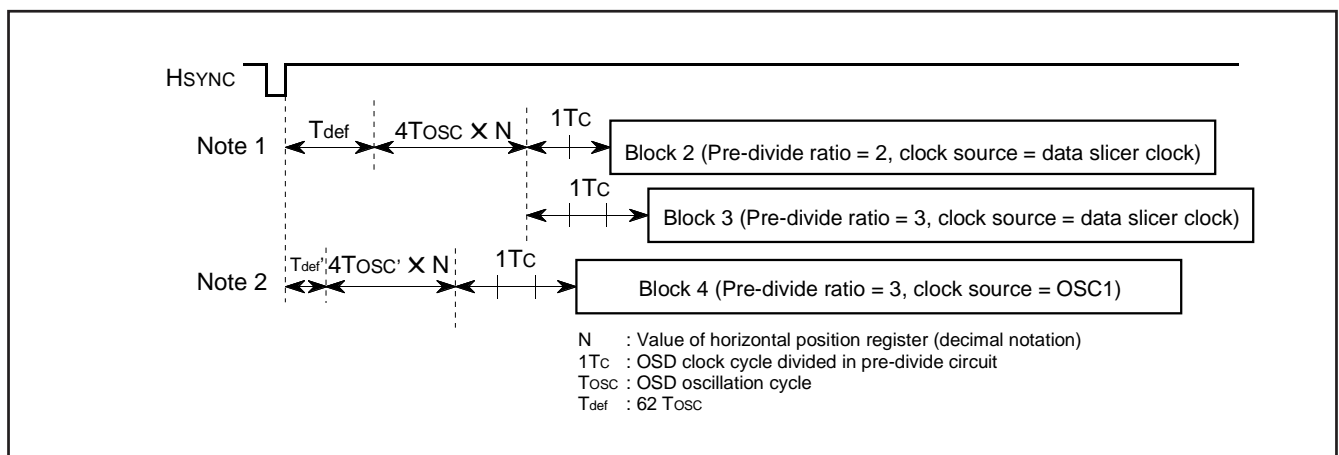 HSYNC
1TC
Note 1 Tdef 4TOSC X N Block 2 (Pre-divide ratio = 2, clock source = data slicer clock)
1TC
Block 3 (Pre-divide ratio = 3, clock source = data slicer clock)
Note 2 Tdef' 4TOSC' X N 1TC Block 4 (Pre-divide ratio = 3, clock source = OSC1)
N : Value of horizontal position register (decimal notation)
1TC : OSD clock cycle divided in pre-divide circuit
TOSC : OSD oscillation cycle
Tdef : 62 TOSC